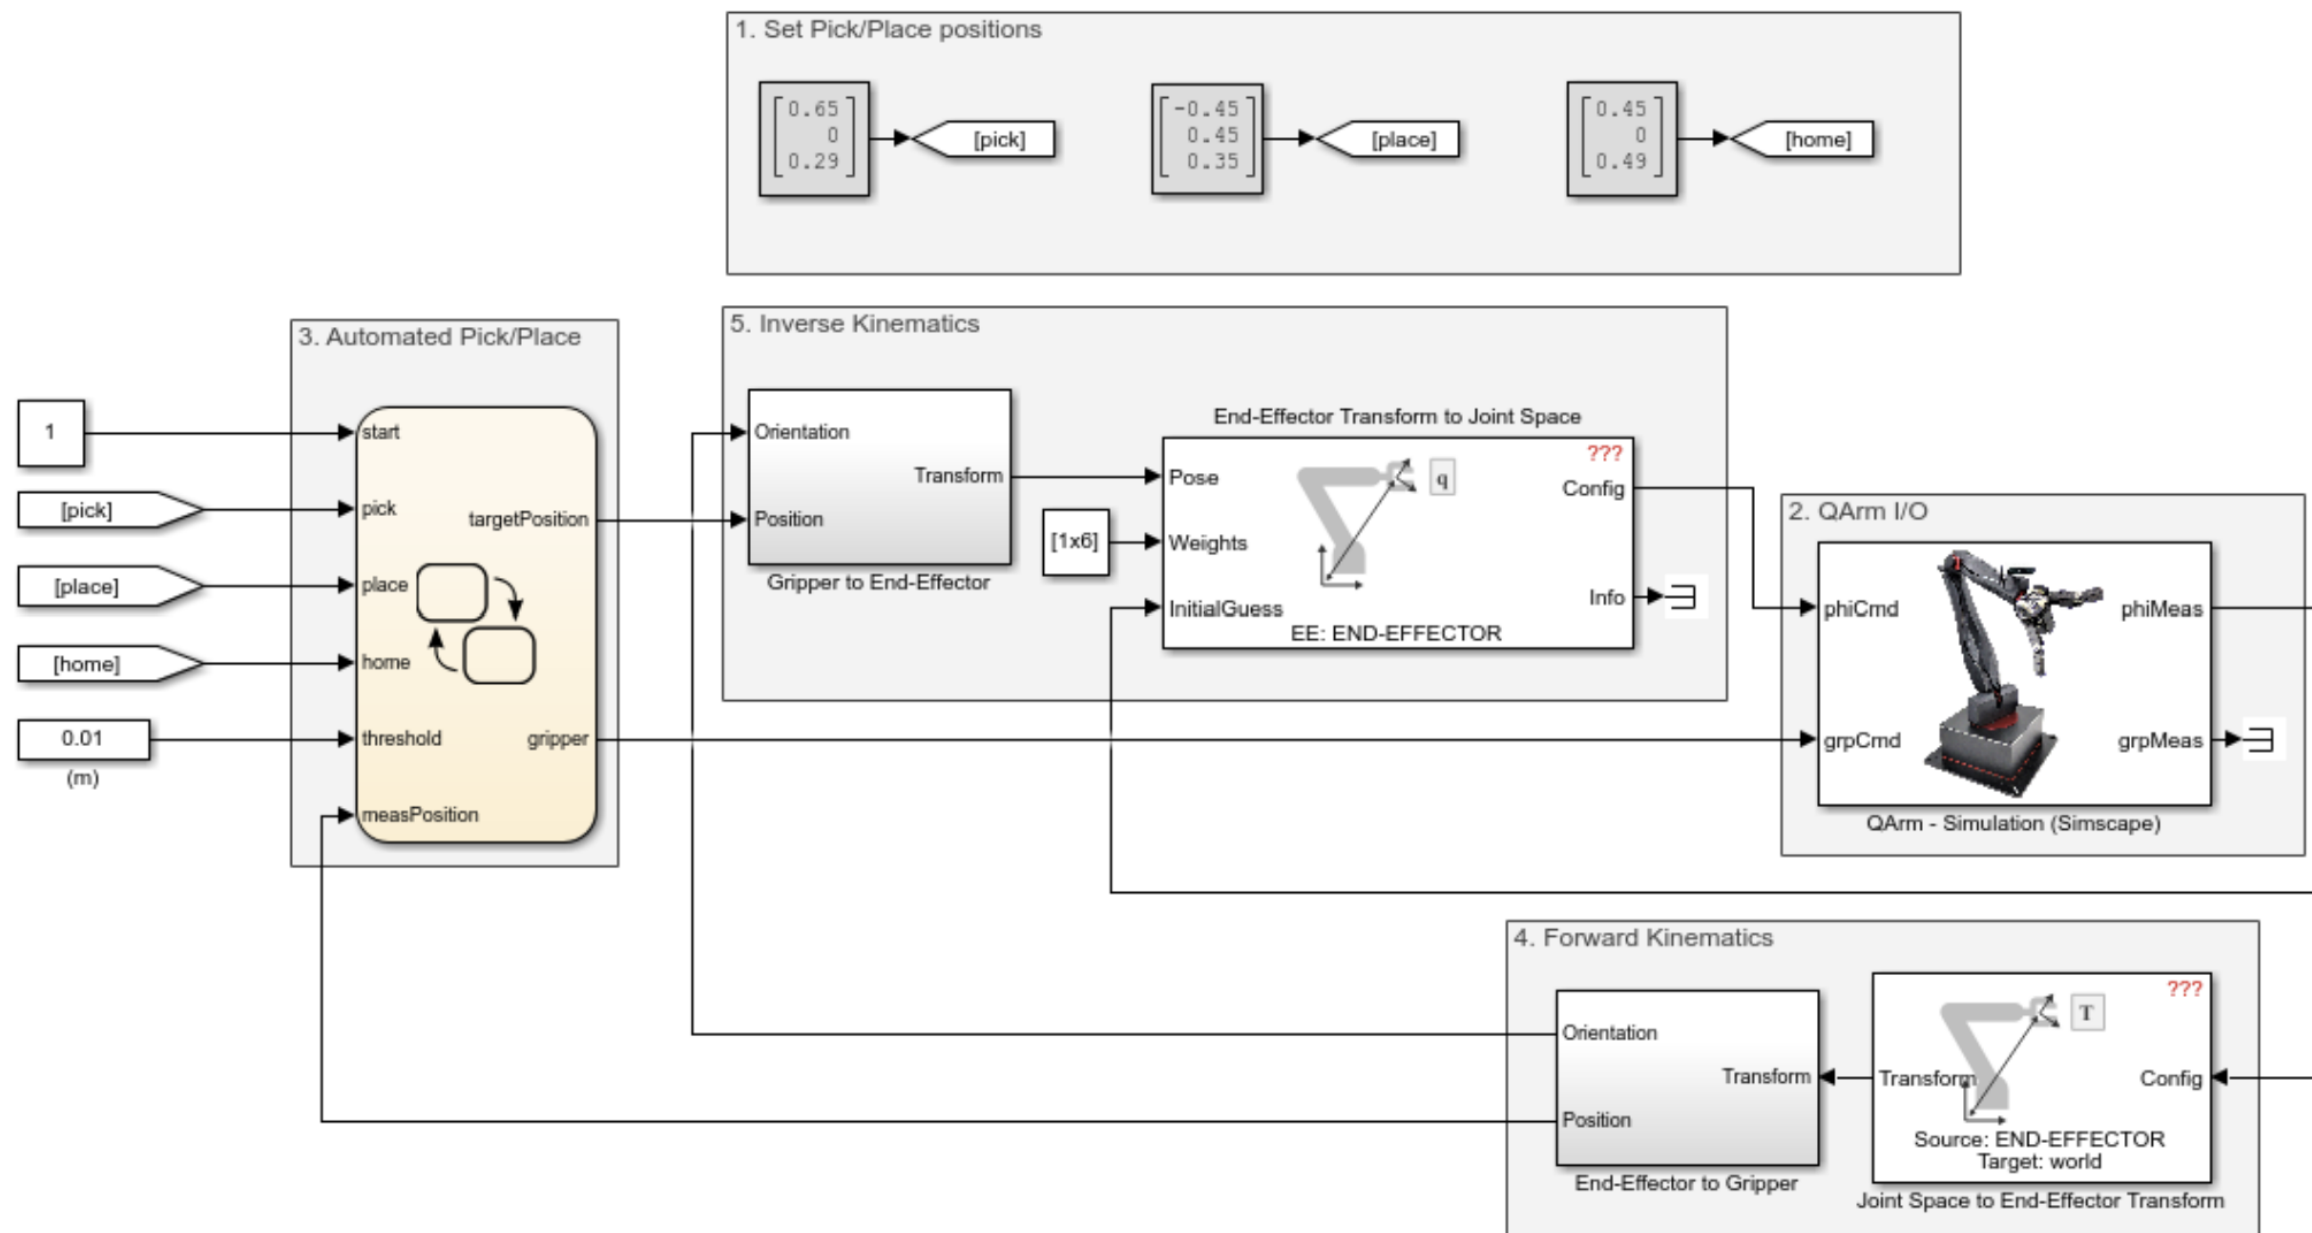 1. Set Pick/Place positions
0.65
0
0.29
[pick]
-0.45
0.45
0.35
[place]
0.45
0
0.49
[home]
3. Automated Pick/Place
1
[pick]
[place]
[home]
0.01
(m)
start
pick
place
home
threshold
measPosition
targetPosition
gripper
5. Inverse Kinematics
Orientation
Position
Transform
Gripper to End-Effector
[1x6]
End-Effector Transform to Joint Space
???
Pose
Weights
InitialGuess
q
Config
Info
EE: END-EFFECTOR
2. QArm I/O
phiCmd
grpCmd
phiMeas
grpMeas
QArm - Simulation (Simscape)
4. Forward Kinematics
Orientation
Position
Transform
End-Effector to Gripper
???
T
Transform
Config
Source: END-EFFECTOR
Target: world
Joint Space to End-Effector Transform